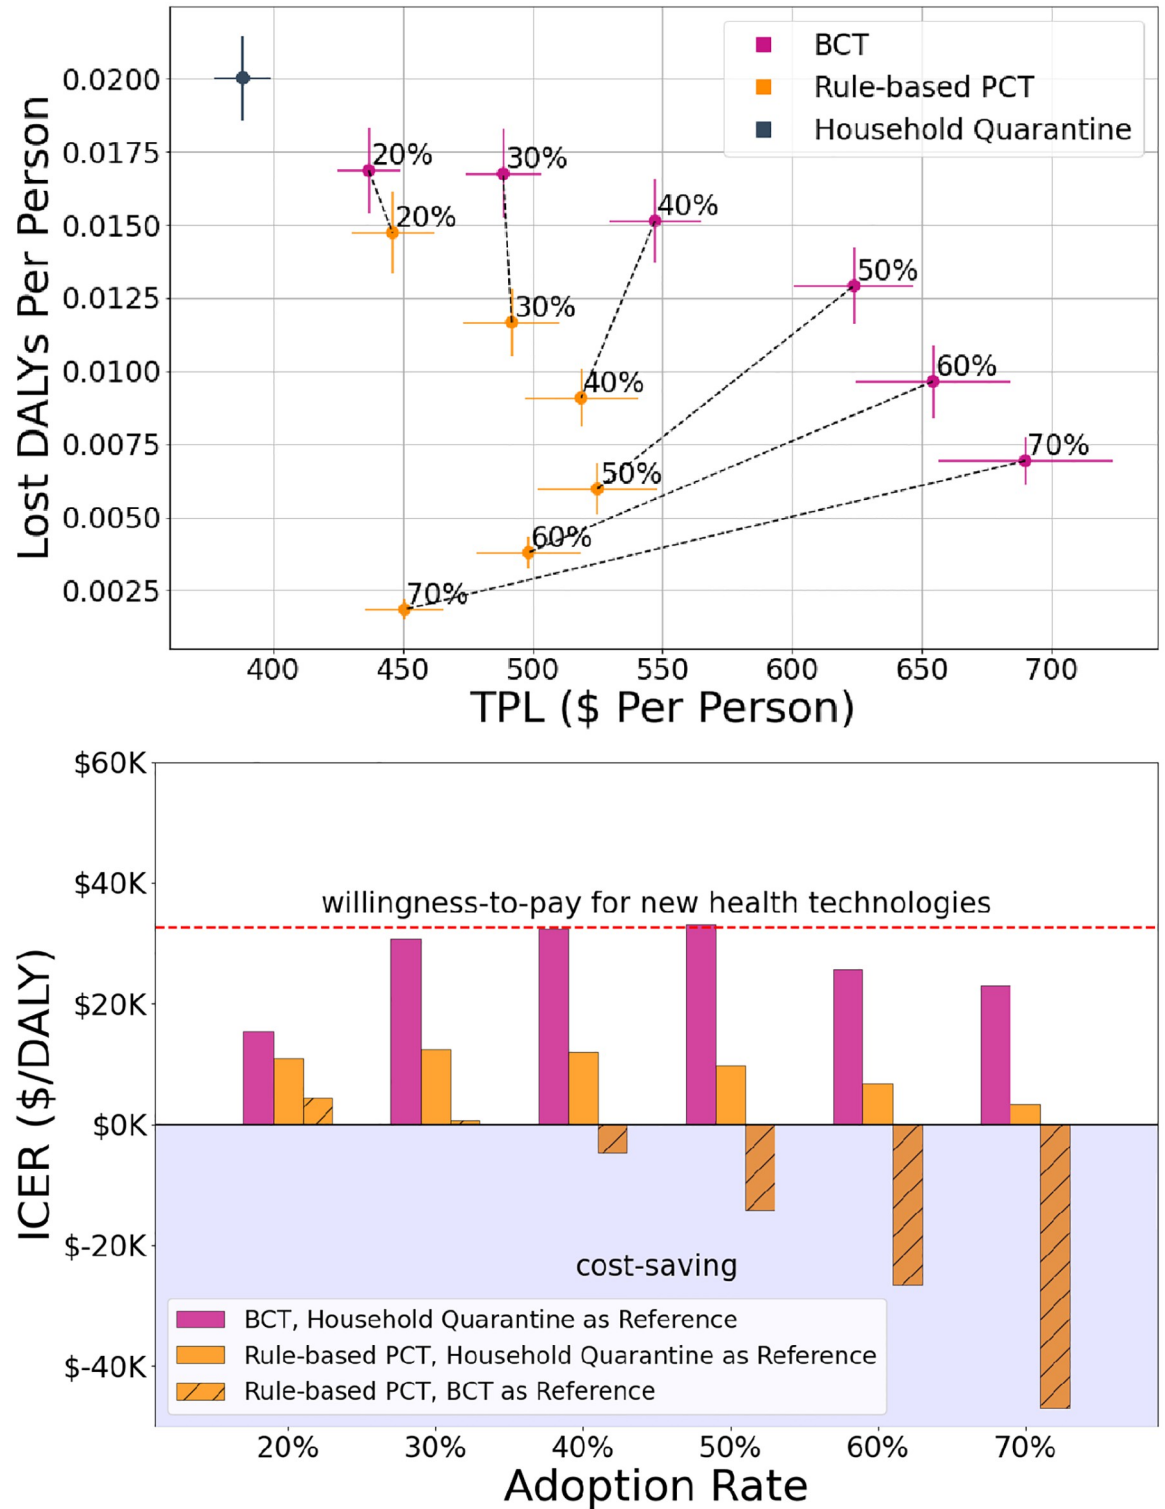 BCT
Rule-based PCT
Household Quarantine
Lost DALYs Per Person
0.0200
0.0175
0.0150
0.0125
0.0100
0.0075
0.0050
0.0025
20%
30%
20%
40%
50%
30%
60%
40%
70%
50%
60%
70%
400 450 500 550 600 650 700
TPL ($ Per Person)
ICER ($/DALY)
$60K
$40K
willingness-to-pay for new health technologies
$20K
$0K
$-20K
cost-saving
$-40K
BCT, Household Quarantine as Reference
Rule-based PCT, Household Quarantine as Reference
Rule-based PCT, BCT as Reference
20% 30% 40% 50% 60% 70%
Adoption Rate